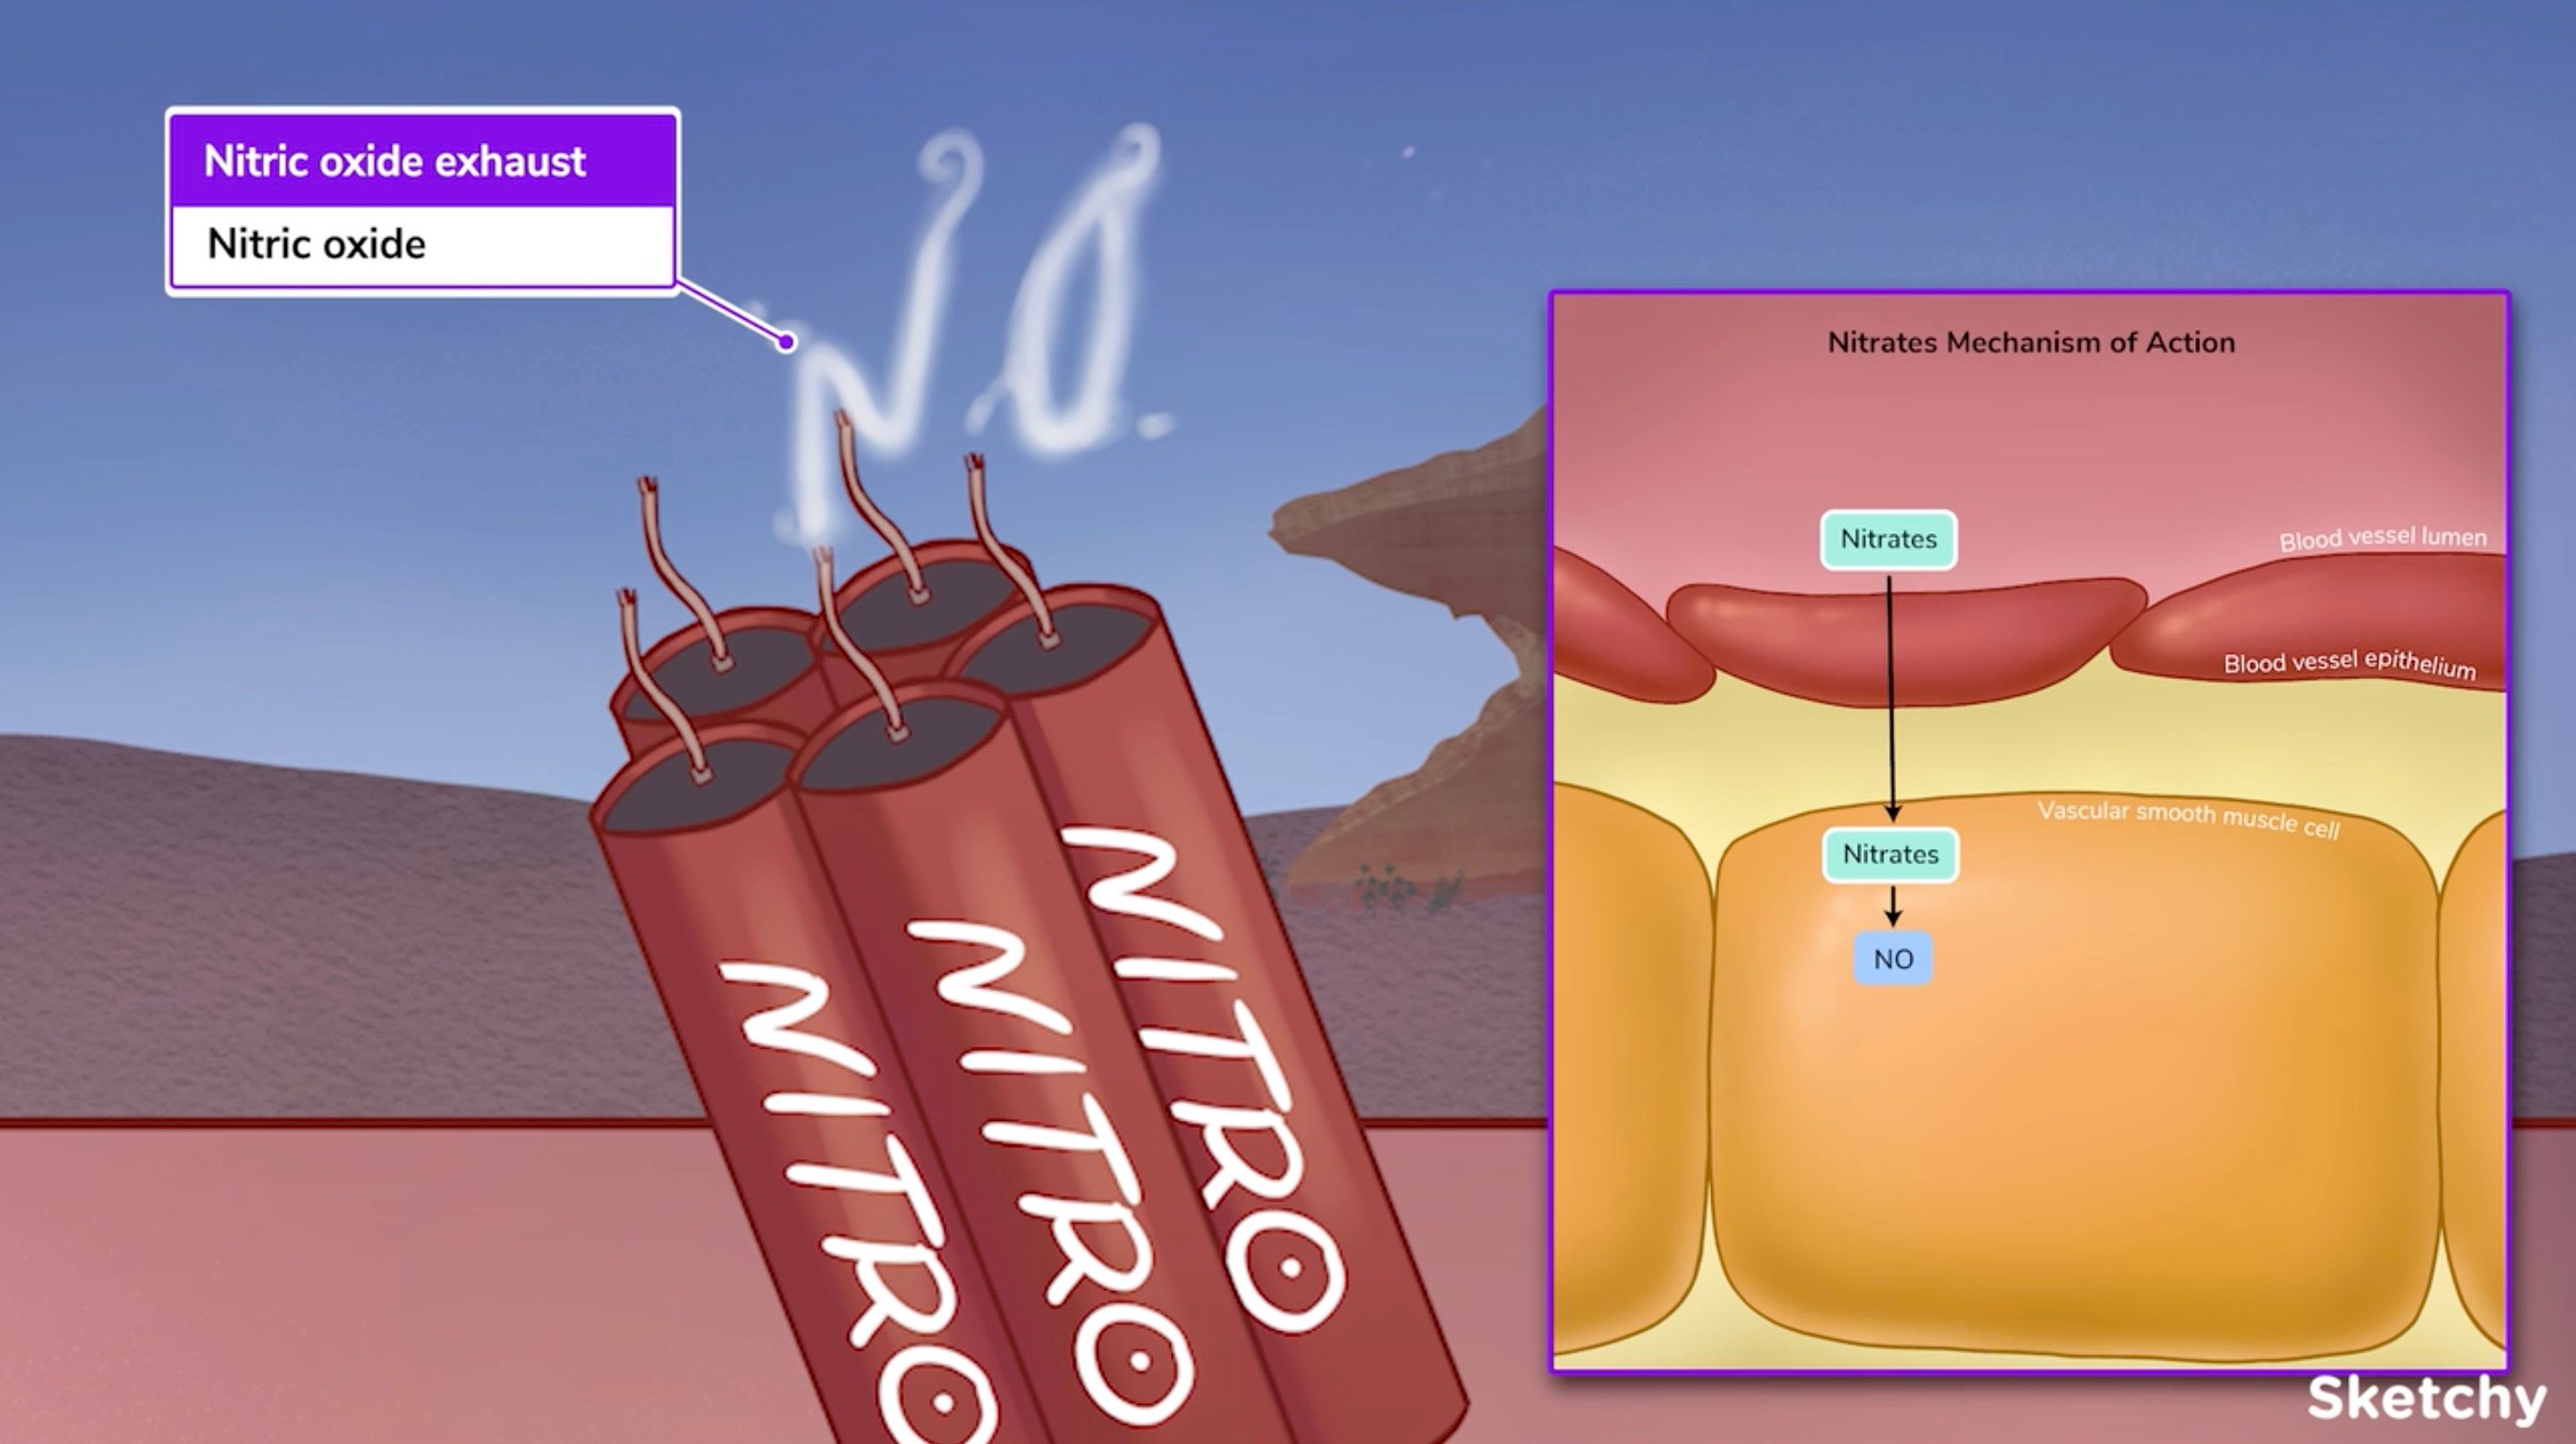 Nitric oxide exhaust
Nitric oxide
NO
NITRO
NITRO
NITRO
Nitrates Mechanism of Action
Nitrates
Blood vessel lumen
Blood vessel epithelium
Vascular smooth muscle cell
Nitrates
NO
Sketchy